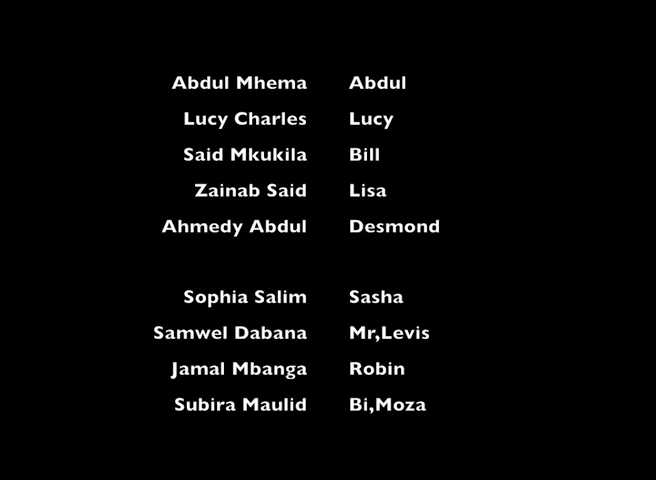 Abdul Mhema Abdul
Lucy Charles Lucy
Said Mkukila Bill
Zainab Said Lisa
Ahmedy Abdul Desmond
Sophia Salim Sasha
Samwel Dabana Mr,Levis
Jamal Mbanga Robin
Subira Maulid Bi,Moza